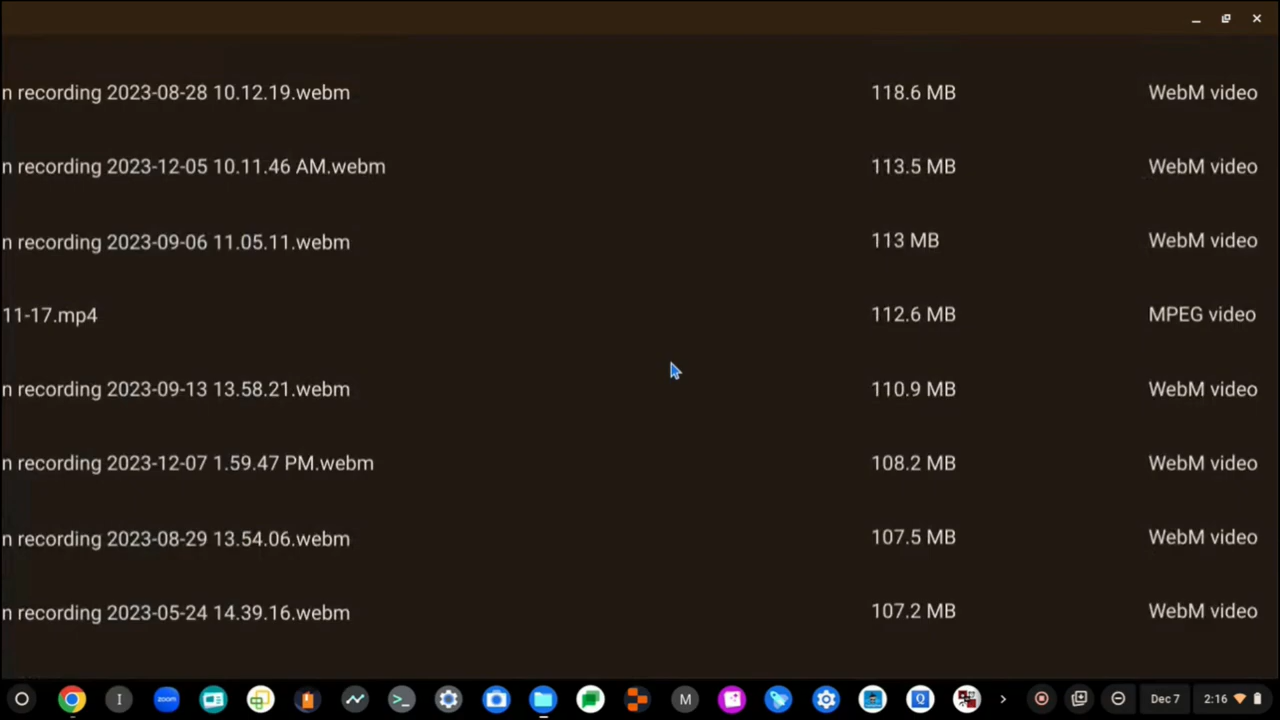 n recording 2023-08-28 10.12.19.webm 118.6 MB WebM video
n recording 2023-12-05 10.11.46 AM.webm 113.5 MB WebM video
n recording 2023-09-06 11.05.11.webm 113 MB WebM video
11-17.mp4 112.6 MB MPEG video
n recording 2023-09-13 13.58.21.webm 110.9 MB WebM video
n recording 2023-12-07 1.59.47 PM.webm 108.2 MB WebM video
n recording 2023-08-29 13.54.06.webm 107.5 MB WebM video
n recording 2023-05-24 14.39.16.webm 107.2 MB WebM video
I zoom M Q Dec 7 2:16